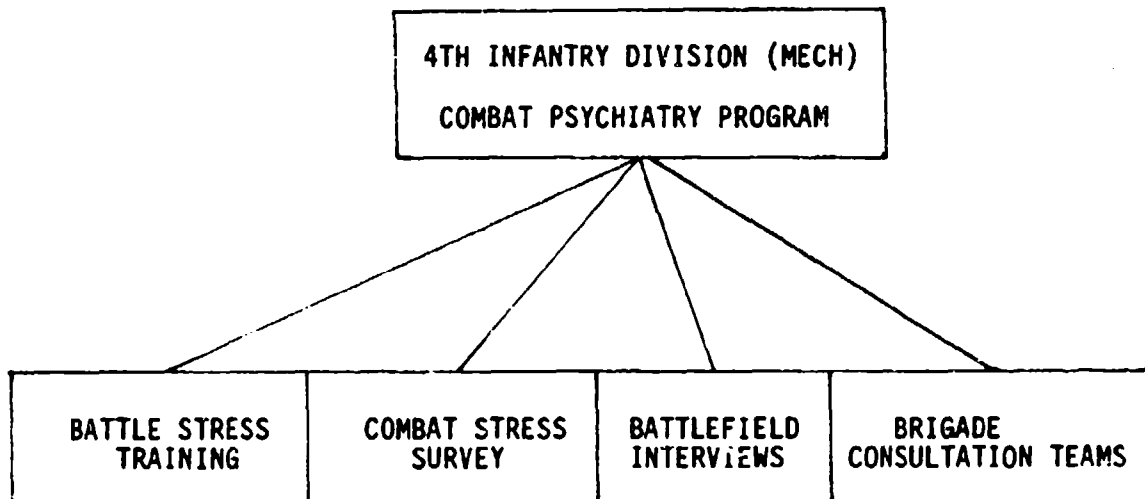 4TH INFANTRY DIVISION (MECH)
COMBAT PSYCHIATRY PROGRAM
BATTLE STRESS
TRAINING
COMBAT STRESS
SURVEY
BATTLEFIELD
INTERVIEWS
BRIGADE
CONSULTATION TEAMS